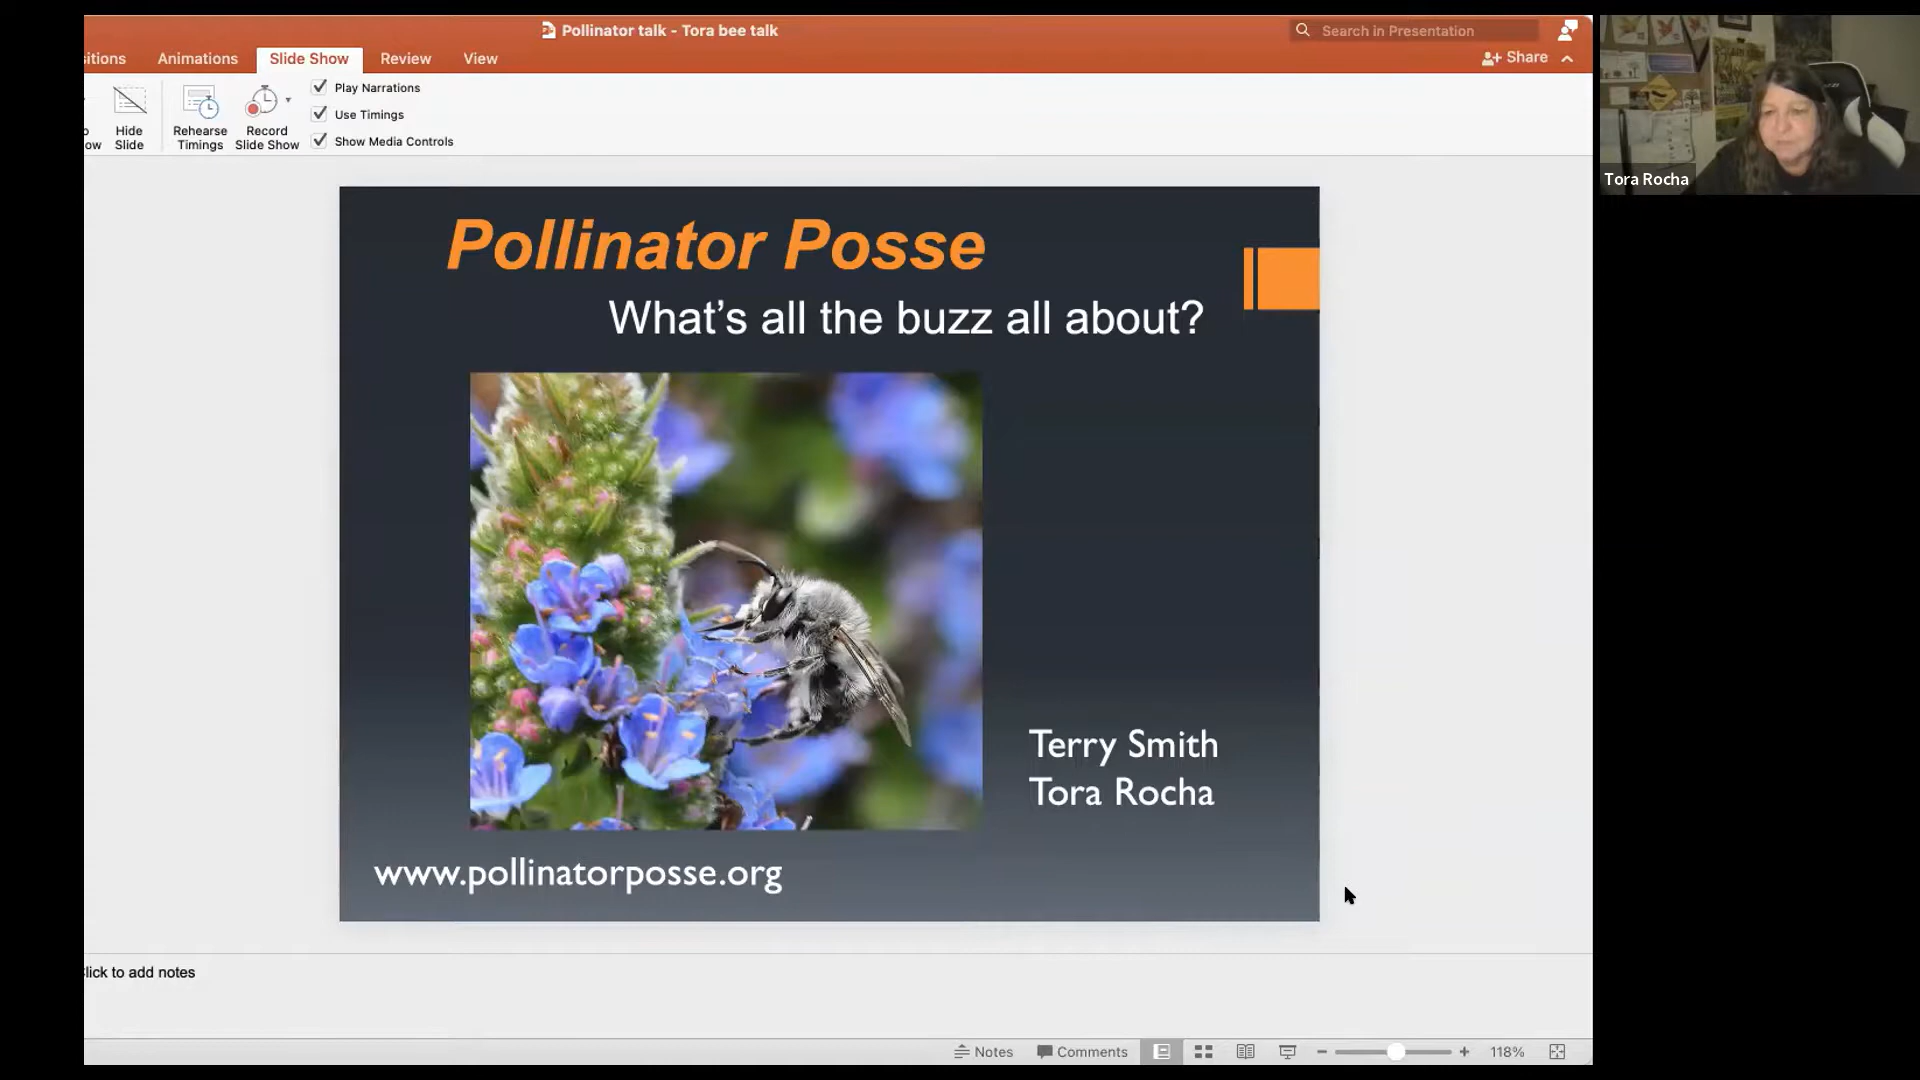 Pollinator talk - Tora bee talk
Search in Presentation
sitions
Animations
Slide Show
Review
View
Share
Hide
Slide
ow
Rehearse
Timings
Record
Slide Show
Play Narrations
Use Timings
Show Media Controls
Tora Rocha
Pollinator Posse
What's all the buzz all about?
Terry Smith
Tora Rocha
www.pollinatorposse.org
lick to add notes
Notes
Comments
118%